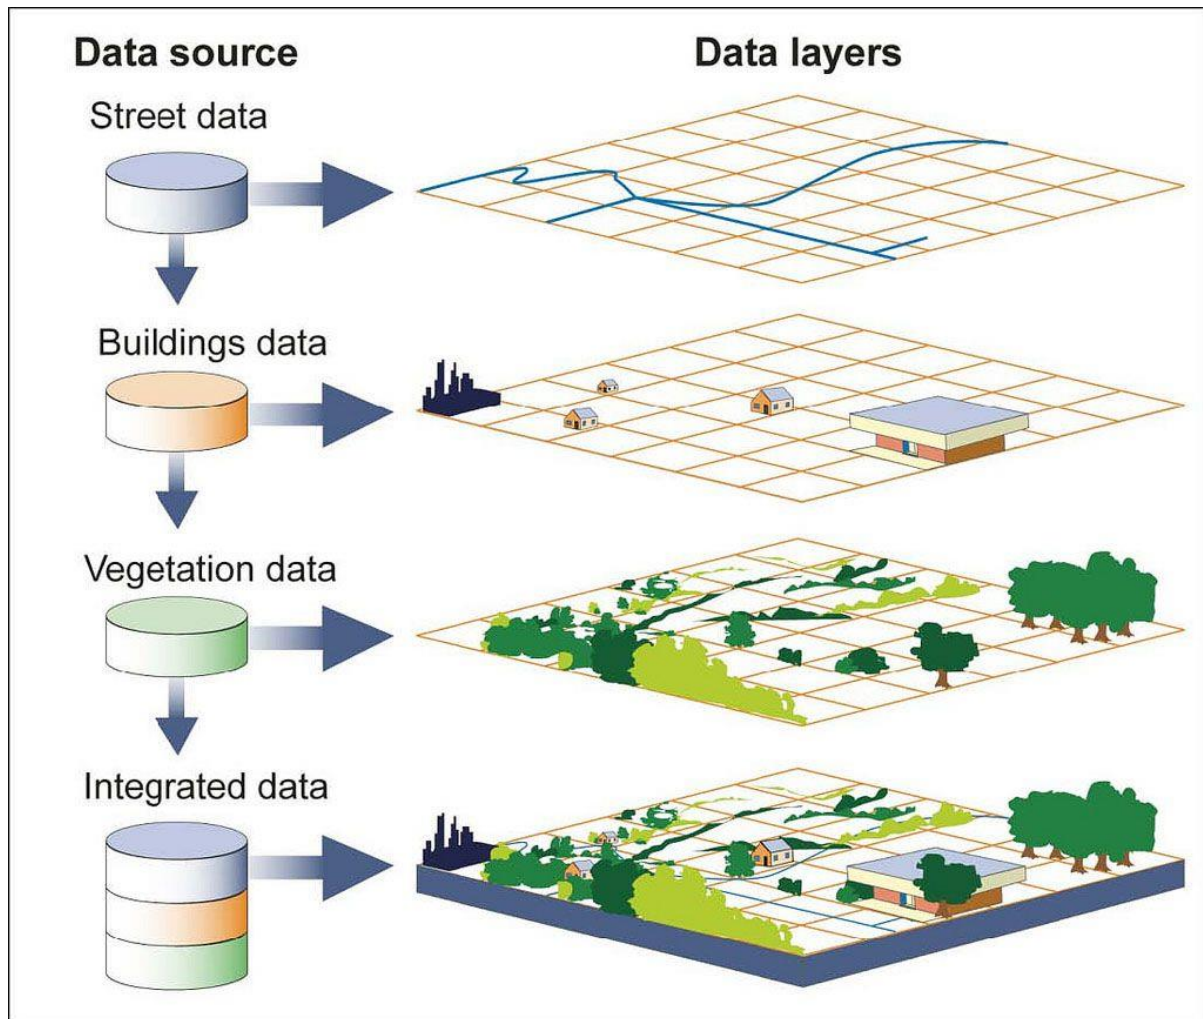 Data source
Data layers
Street data
Buildings data
Vegetation data
Integrated data